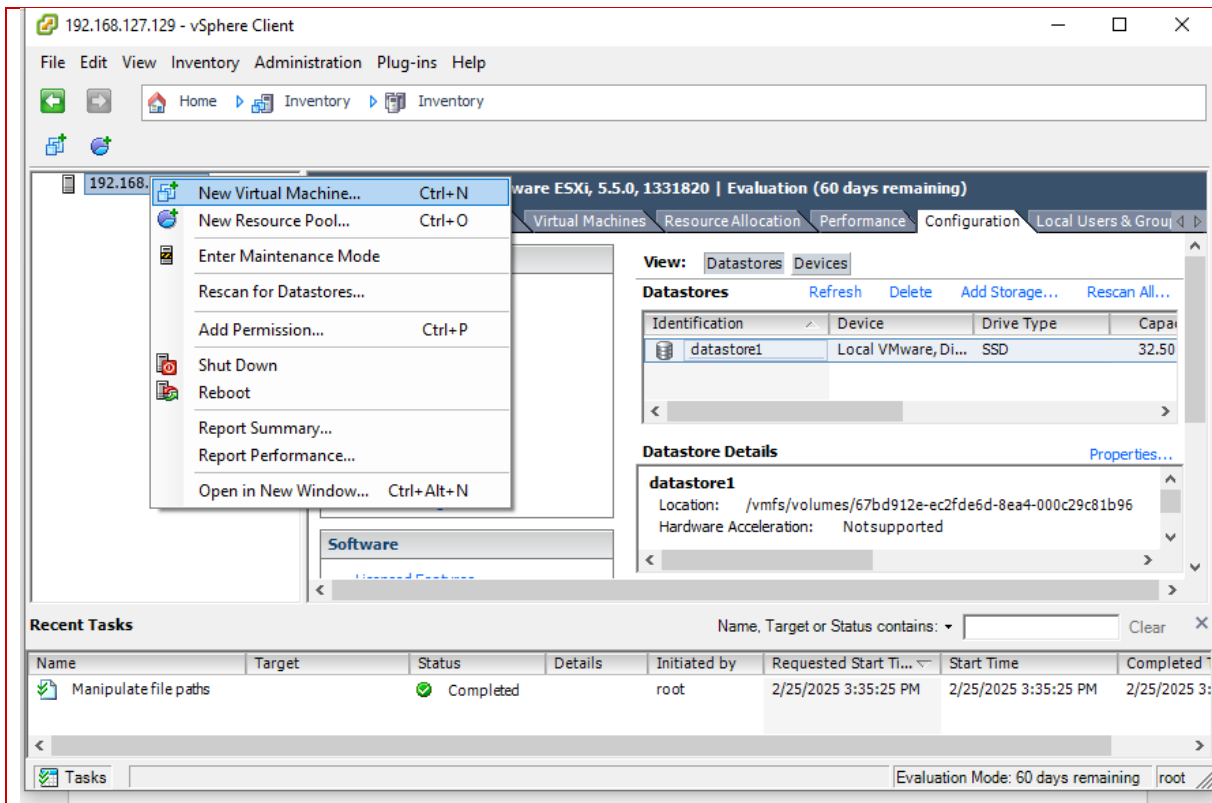 192.168.127.129 - vSphere Client
File Edit View Inventory Administration Plug-ins Help
Home Inventory Inventory
192.168.
New Virtual Machine... Ctrl+N
New Resource Pool... Ctrl+O
Enter Maintenance Mode
Rescan for Datastores...
Add Permission... Ctrl+P
Shut Down
Reboot
Report Summary...
Report Performance...
Open in New Window... Ctrl+Alt+N
ware ESXi, 5.5.0, 1331820 | Evaluation (60 days remaining)
Virtual Machines Resource Allocation Performance Configuration Local Users & Grou
View: Datastores Devices
Datastores Refresh Delete Add Storage... Rescan All...
Identification Device Drive Type Capa
datastore1 Local VMware, Di... SSD 32.50
Datastore Details Properties...
datastore1
Location: /vmfs/volumes/67bd912e-ec2fde6d-8ea4-000c29c81b96
Hardware Acceleration: Notsupported
Software
Recent Tasks Name, Target or Status contains: Clear
Name Target Status Details Initiated by Requested Start Ti... Start Time Completed T
Manipulate file paths Completed root 2/25/2025 3:35:25 PM 2/25/2025 3:35:25 PM 2/25/2025 3:
Tasks Evaluation Mode: 60 days remaining root